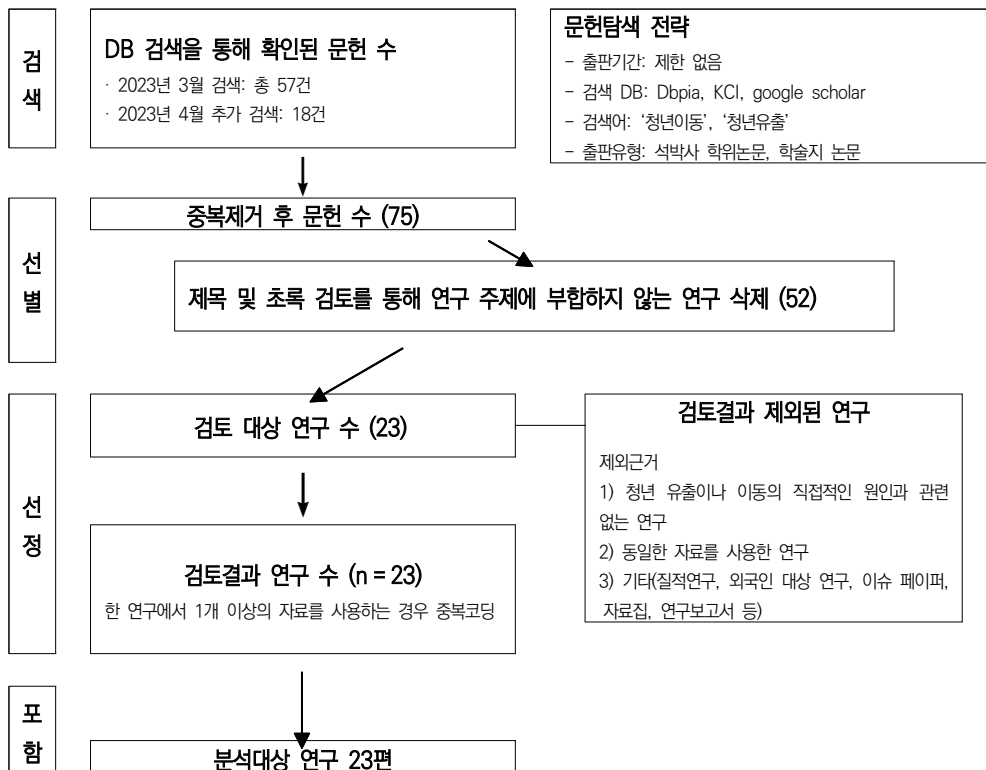 검
색
DB 검색을 통해 확인된 문헌 수
· 2023년 3월 검색: 총 57건
· 2023년 4월 추가 검색: 18건
문헌탐색 전략
- 출판기간: 제한 없음
- 검색 DB: Dbpia, KCI, google scholar
- 검색어: ‘청년이동’, ‘청년유출’
- 출판유형: 석박사 학위논문, 학술지 논문
선
별
중복제거 후 문헌 수 (75)
제목 및 초록 검토를 통해 연구 주제에 부합하지 않는 연구 삭제 (52)
선
정
검토 대상 연구 수 (23)
검토결과 제외된 연구
제외근거
1) 청년 유출이나 이동의 직접적인 원인과 관련
없는 연구
2) 동일한 자료를 사용한 연구
3) 기타(질적연구, 외국인 대상 연구, 이슈 페이퍼,
자료집, 연구보고서 등)
검토결과 연구 수 (n = 23)
한 연구에서 1개 이상의 자료를 사용하는 경우 중복코딩
포
함
분석대상 연구 23편